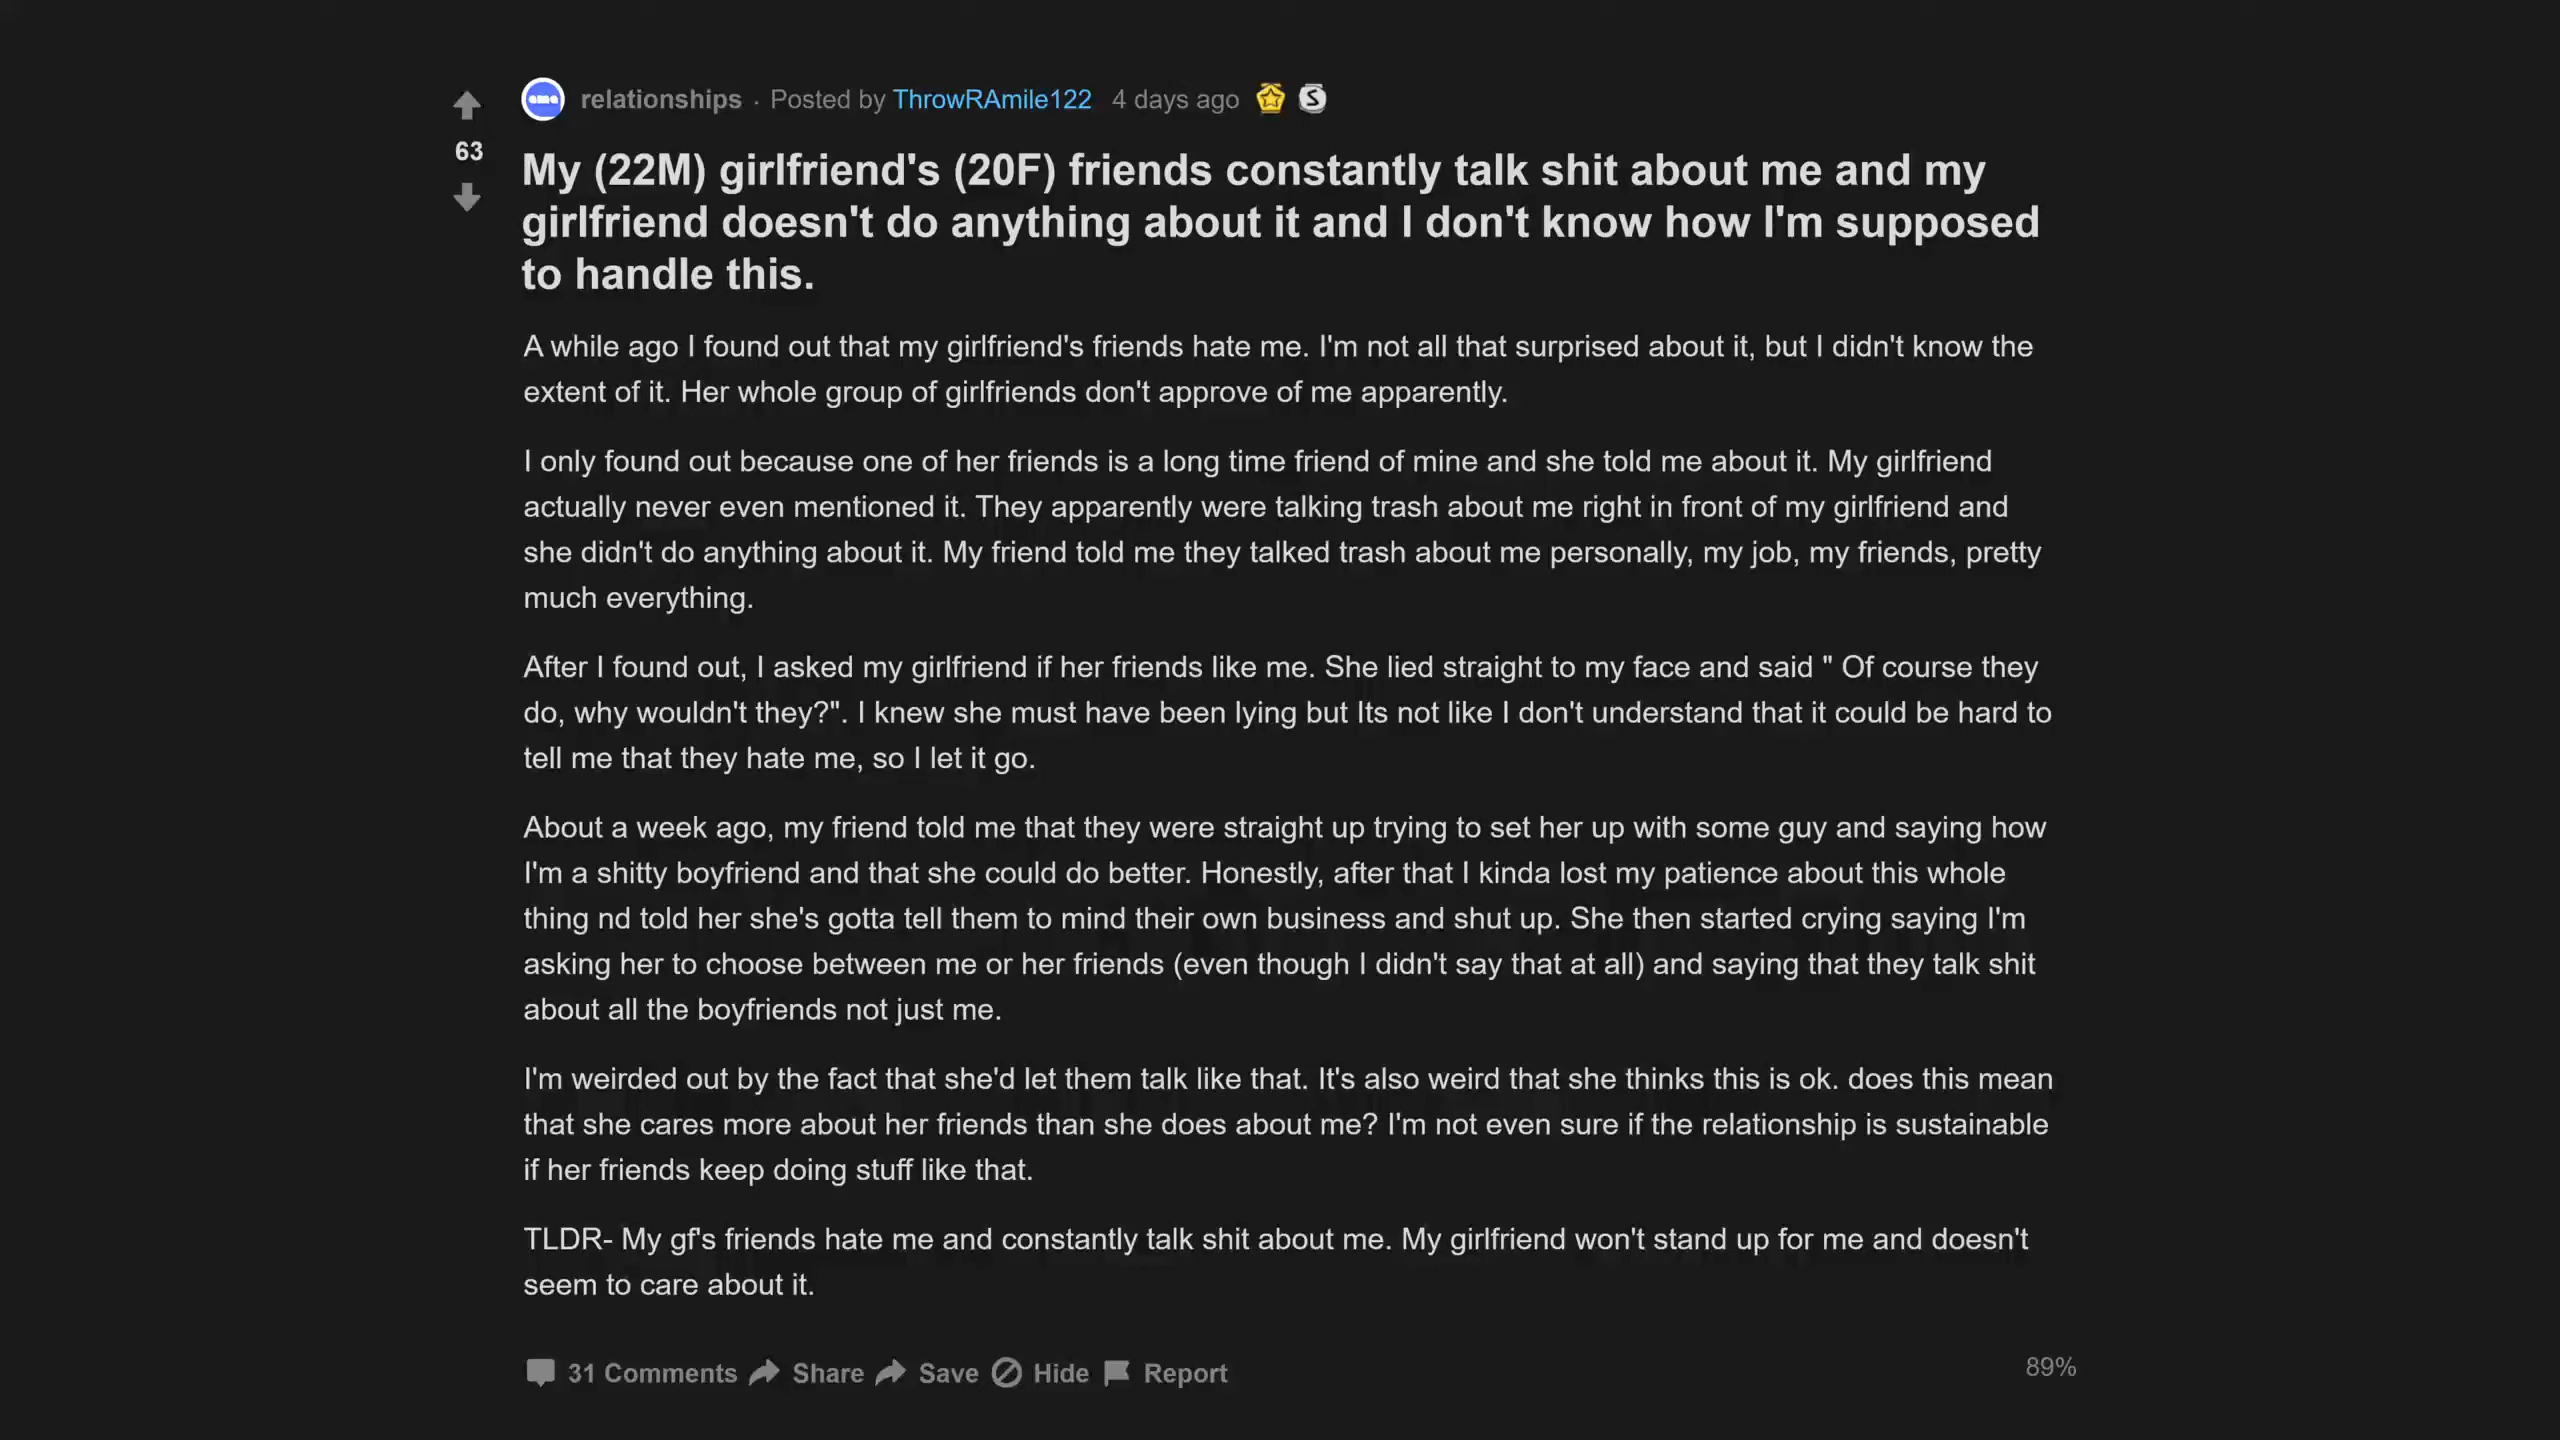 relationships · Posted by ThrowRAmile122 4 days ago
63
My (22M) girlfriend's (20F) friends constantly talk shit about me and my
girlfriend doesn't do anything about it and I don't know how I'm supposed
to handle this.
A while ago I found out that my girlfriend's friends hate me. I'm not all that surprised about it, but I didn't know the
extent of it. Her whole group of girlfriends don't approve of me apparently.
I only found out because one of her friends is a long time friend of mine and she told me about it. My girlfriend
actually never even mentioned it. They apparently were talking trash about me right in front of my girlfriend and
she didn't do anything about it. My friend told me they talked trash about me personally, my job, my friends, pretty
much everything.
After I found out, I asked my girlfriend if her friends like me. She lied straight to my face and said " Of course they
do, why wouldn't they?". I knew she must have been lying but Its not like I don't understand that it could be hard to
tell me that they hate me, so I let it go.
About a week ago, my friend told me that they were straight up trying to set her up with some guy and saying how
I'm a shitty boyfriend and that she could do better. Honestly, after that I kinda lost my patience about this whole
thing nd told her she's gotta tell them to mind their own business and shut up. She then started crying saying I'm
asking her to choose between me or her friends (even though I didn't say that at all) and saying that they talk shit
about all the boyfriends not just me.
I'm weirded out by the fact that she'd let them talk like that. It's also weird that she thinks this is ok. does this mean
that she cares more about her friends than she does about me? I'm not even sure if the relationship is sustainable
if her friends keep doing stuff like that.
TLDR- My gf's friends hate me and constantly talk shit about me. My girlfriend won't stand up for me and doesn't
seem to care about it.
31 Comments Share Save Hide Report
89%